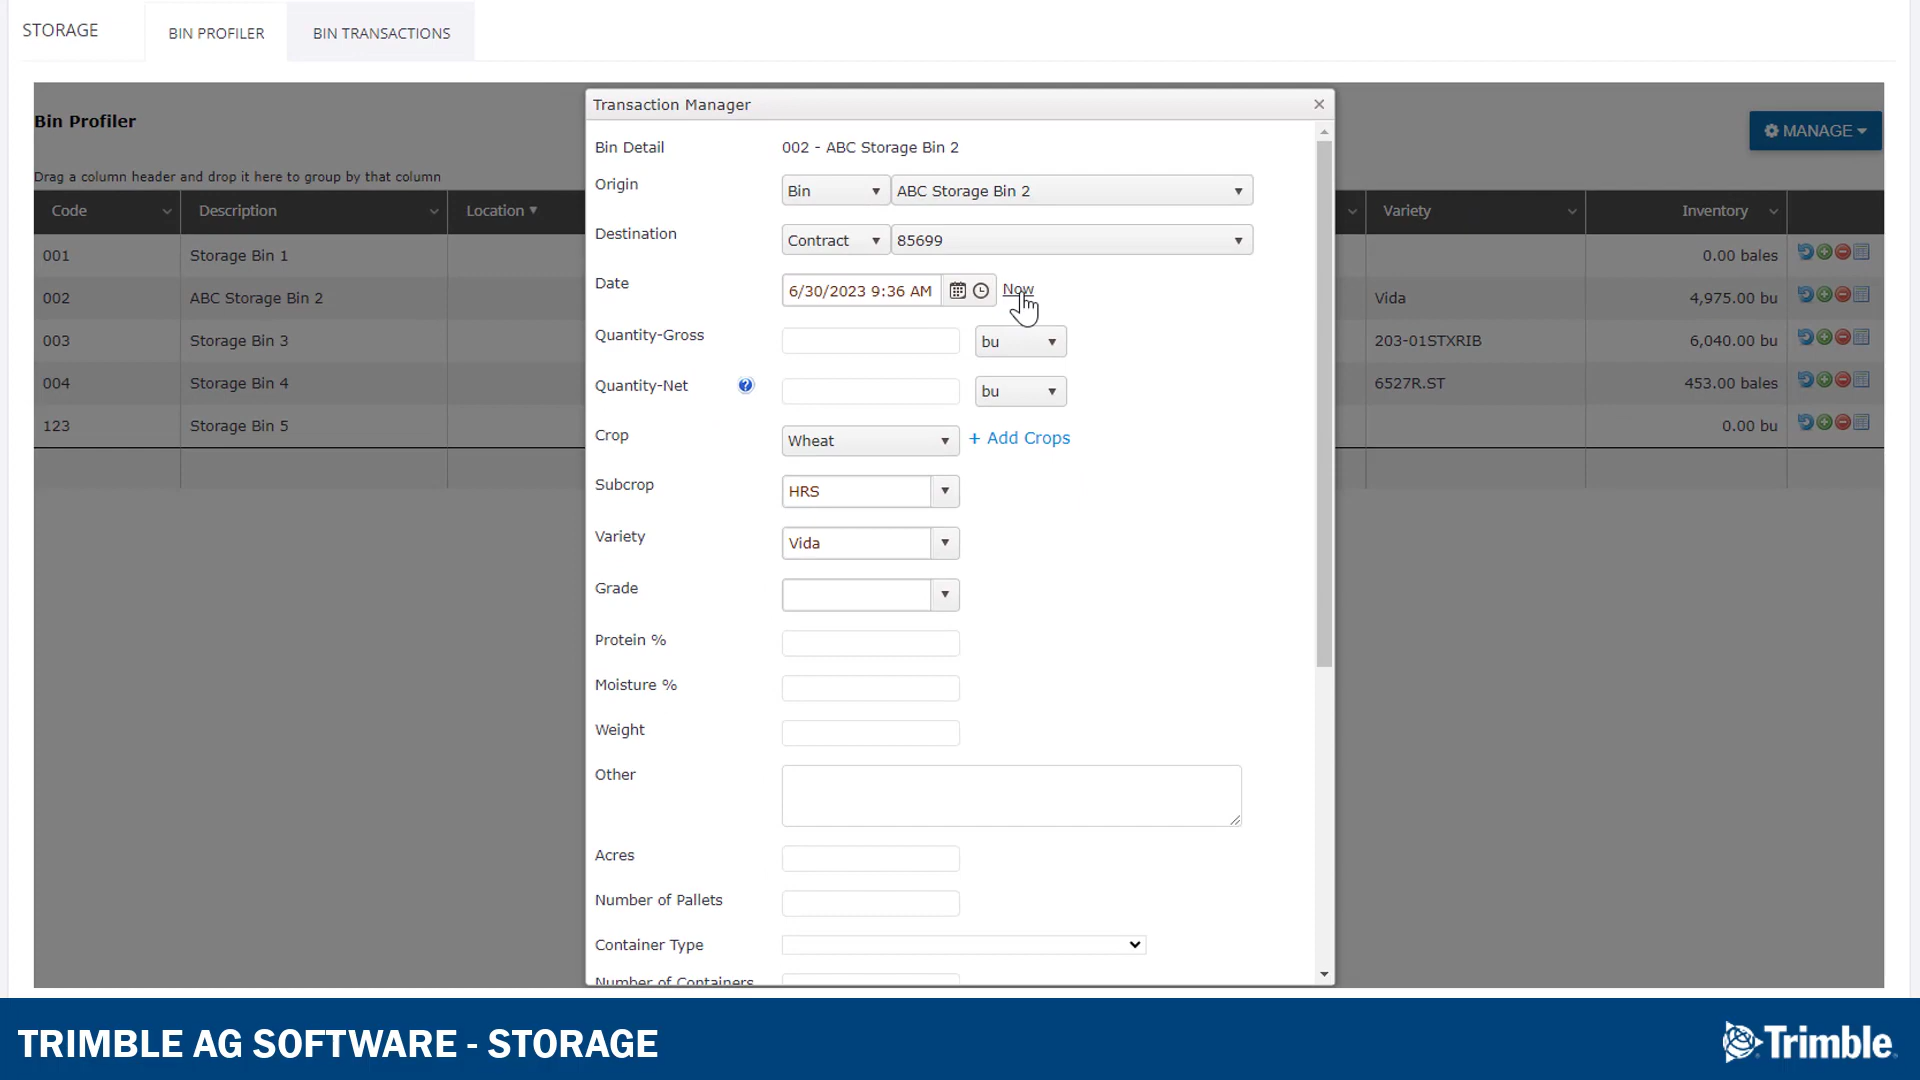 STORAGE
BIN PROFILER
BIN TRANSACTIONS
Transaction Manager
Bin Profiler
MANAGE
Drag a column header and drop it here to group by that column
Code
Description
Location
Variety
Inventory
001
Storage Bin 1
0.00 bales
002
ABC Storage Bin 2
Vida
4,975.00 bu
003
Storage Bin 3
203-01STXRIB
6,040.00 bu
004
Storage Bin 4
6527R.ST
453.00 bales
123
Storage Bin 5
0.00 bu
Bin Detail
002 - ABC Storage Bin 2
Origin
Bin
ABC Storage Bin 2
Destination
Contract
85699
Date
6/30/2023 9:36 AM
Now
Quantity-Gross
bu
Quantity-Net
?
bu
Crop
Wheat
+ Add Crops
Subcrop
HRS
Variety
Vida
Grade
Protein %
Moisture %
Weight
Other
Acres
Number of Pallets
Container Type
Number of Containers
TRIMBLE AG SOFTWARE - STORAGE
Trimble